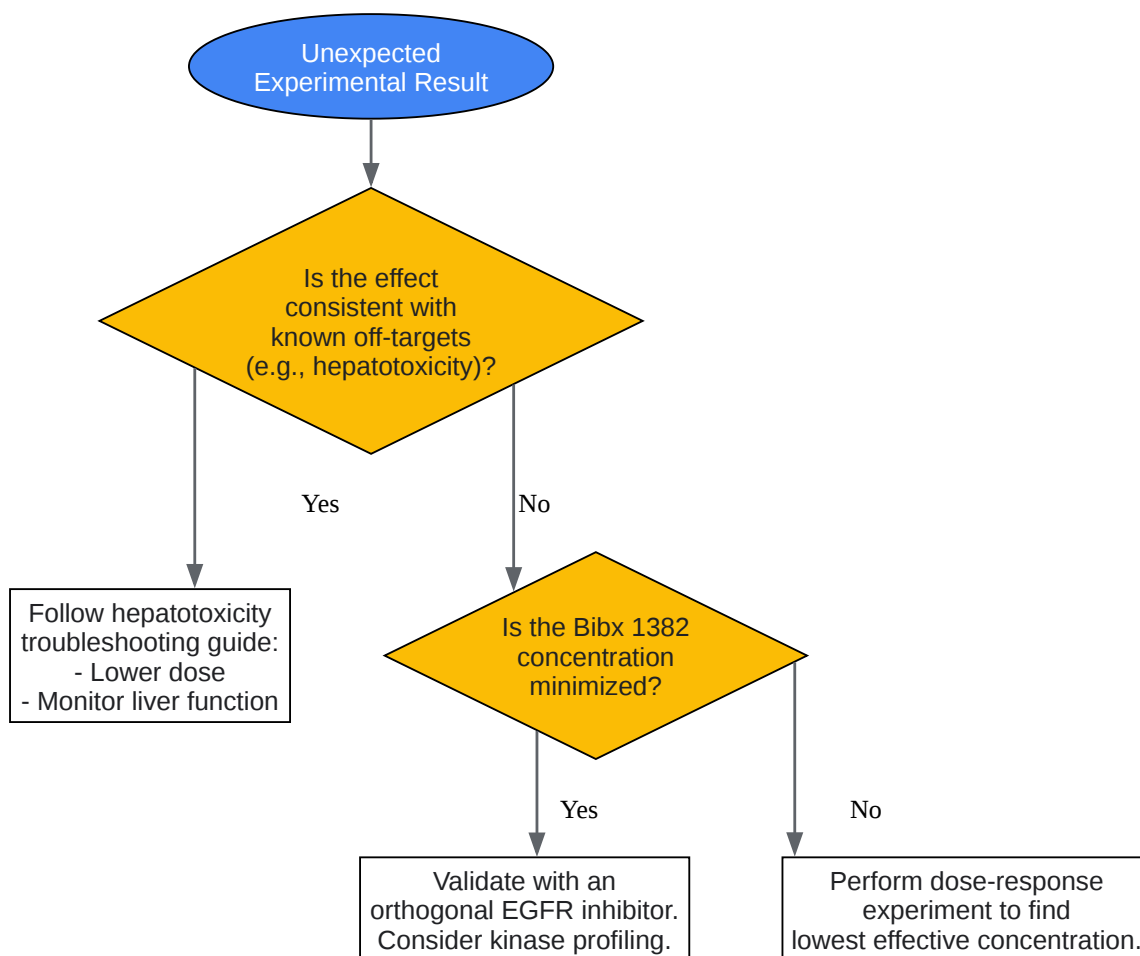 Unexpected
Experimental Result
Is the effect
consistent with
known off-targets
(e.g., hepatotoxicity)?
Yes
No
Follow hepatotoxicity
troubleshooting guide:
- Lower dose
- Monitor liver function
Is the Bibx 1382
concentration
minimized?
Yes
No
Validate with an
orthogonal EGFR inhibitor.
Consider kinase profiling.
Perform dose-response
experiment to find
lowest effective concentration.